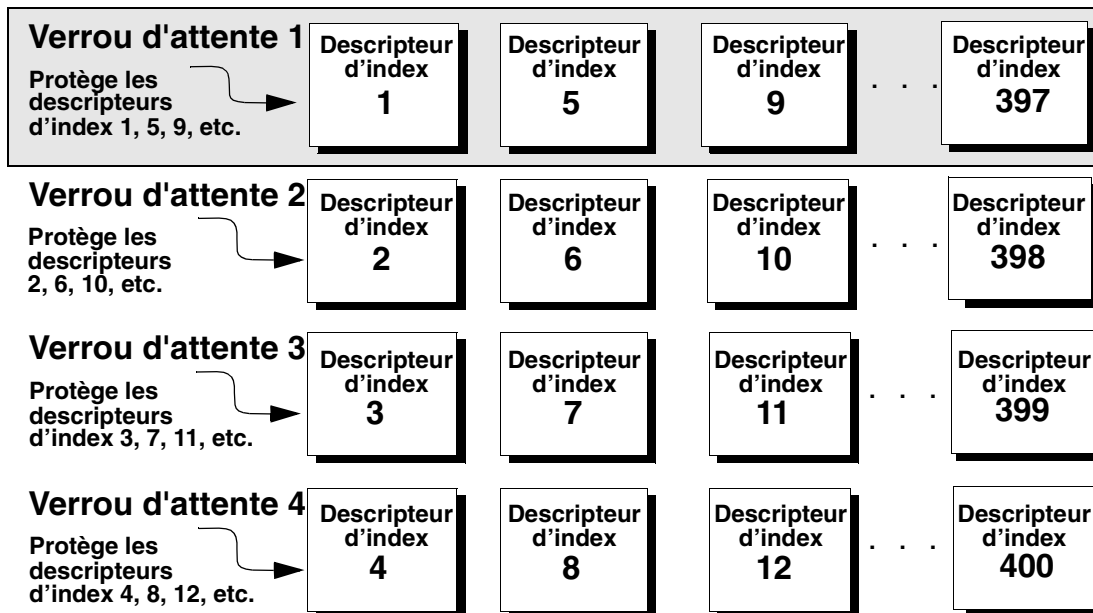 Verrou d'attente 1
Protège les
descripteurs
d'index 1, 5, 9, etc.
Descripteur
d'index
1
Descripteur
d'index
5
Descripteur
d'index
9
. . .
Descripteur
d'index
397
Verrou d'attente 2
Protège les
descripteurs
2, 6, 10, etc.
Descripteur
d'index
2
Descripteur
d'index
6
Descripteur
d'index
10
. . .
Descripteur
d'index
398
Verrou d'attente 3
Protège les
descripteurs
d'index 3, 7, 11, etc.
Descripteur
d'index
3
Descripteur
d'index
7
Descripteur
d'index
11
. . .
Descripteur
d'index
399
Verrou d'attente 4
Protège les
descripteurs
d'index 4, 8, 12, etc.
Descripteur
d'index
4
Descripteur
d'index
8
Descripteur
d'index
12
. . .
Descripteur
d'index
400